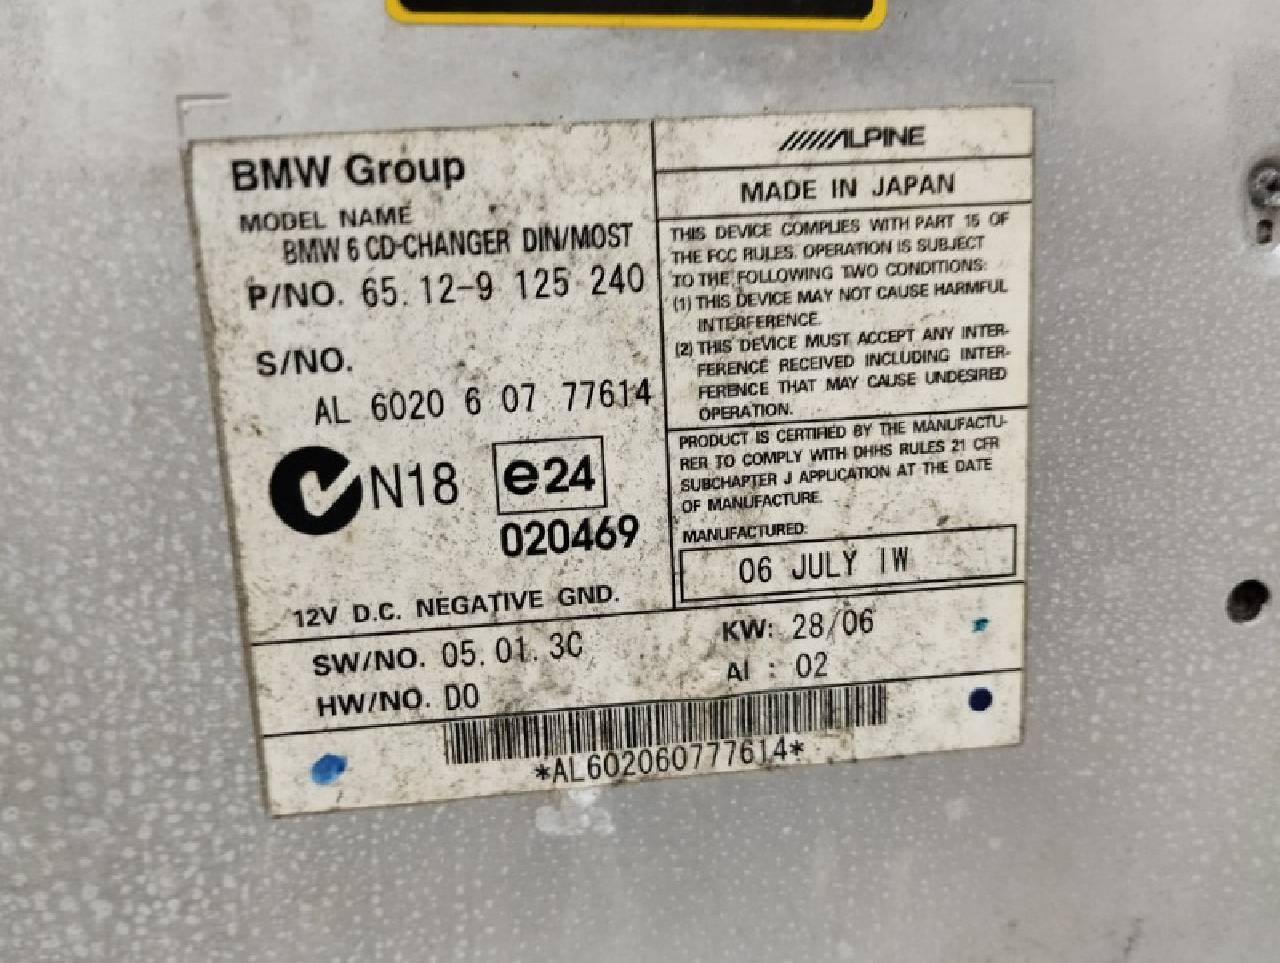 BMW Group
MODEL NAME
BMW 6 CD-CHANGER DIN/MOST
P/NO. 65. 12-9 125 240
S/NO.
AL 6020 6 07 77614
N18 e24
020469
12V D.C. NEGATIVE GND.
ALPINE
MADE IN JAPAN
THIS DEVICE COMPLIES WITH PART 15 OF
THE FCC RULES. OPERATION IS SUBJECT
TO THE FOLLOWING TWO CONDITIONS:
(1) THIS DEVICE MAY NOT CAUSE HARMFUL
INTERFERENCE.
(2) THIS DEVICE MUST ACCEPT ANY INTER-
FERENCE RECEIVED INCLUDING INTER-
FERENCE THAT MAY CAUSE UNDESIRED
OPERATION.
PRODUCT IS CERTIFIED BY THE MANUFACTU-
RER TO COMPLY WITH DHHS RULES 21 CFR
SUBCHAPTER J APPLICATION AT THE DATE
OF MANUFACTURE.
MANUFACTURED:
06 JULY IW
SW/NO. 05. 01. 3C
KW: 28/06
HW/NO. D0
AI : 02
*AL602060777614*